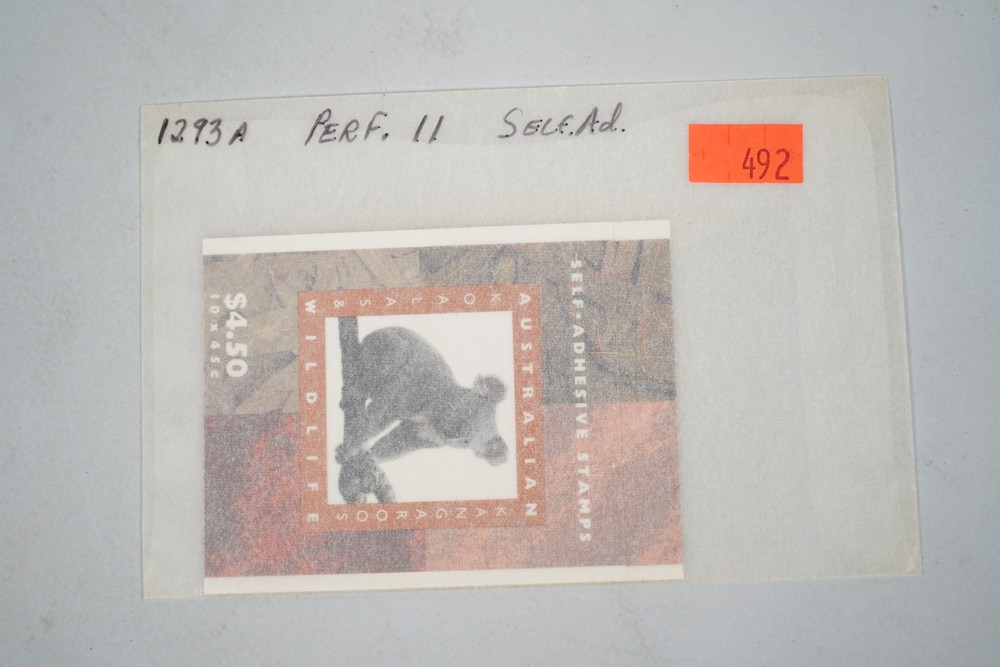 1293A PERF. 11 SELF.Ad.
492
SELF-ADHESIVE STAMPS
AUSTRALIAN
KANGAROOS
WILDLIFE
& KOALAS
$4.50
10 x 45c